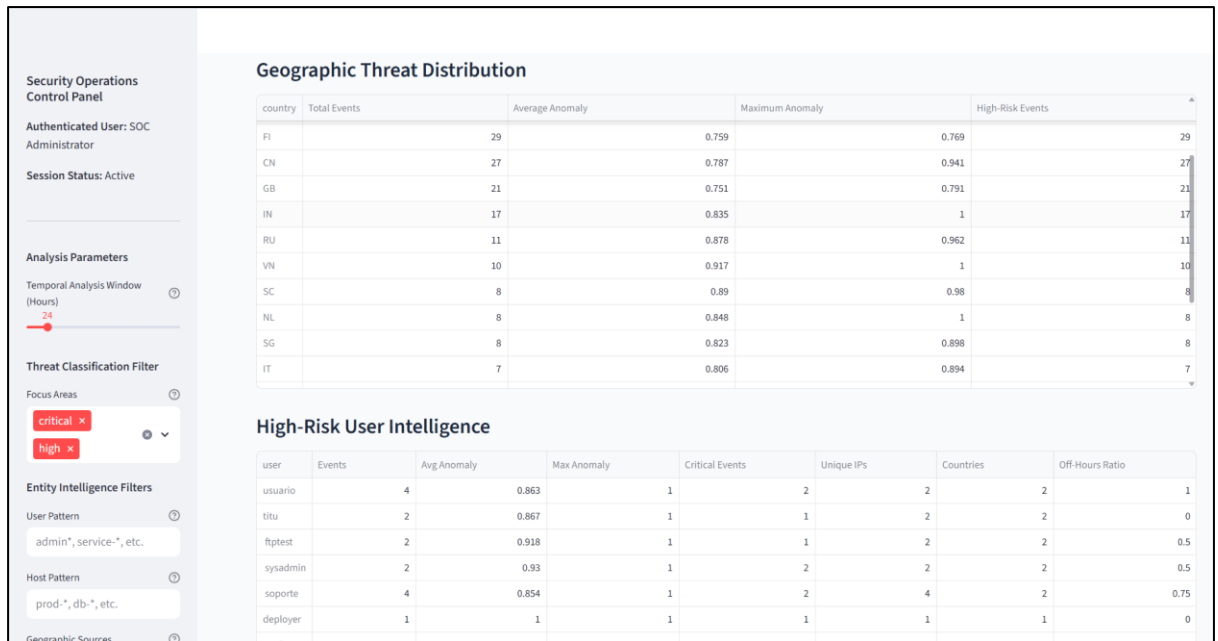 Security Operations
Control Panel
Authenticated User: SOC
Administrator
Session Status: Active
Analysis Parameters
Temporal Analysis Window
(Hours)
24
Threat Classification Filter
Focus Areas
critical ×
high ×
Entity Intelligence Filters
User Pattern
admin*, service-*, etc.
Host Pattern
prod-*, db-*, etc.
Geographic Sources
Geographic Threat Distribution
country Total Events Average Anomaly Maximum Anomaly High-Risk Events
FI 29 0.759 0.769 29
CN 27 0.787 0.941 27
GB 21 0.751 0.791 21
IN 17 0.835 1 17
RU 11 0.878 0.962 11
VN 10 0.917 1 10
SC 8 0.89 0.98 8
NL 8 0.848 1 8
SG 8 0.823 0.898 8
IT 7 0.806 0.894 7
High-Risk User Intelligence
user Events Avg Anomaly Max Anomaly Critical Events Unique IPs Countries Off-Hours Ratio
usuario 4 0.863 1 2 2 2 1
titu 2 0.867 1 1 2 2 0
ftptest 2 0.918 1 1 2 2 0.5
sysadmin 2 0.93 1 2 2 2 0.5
soporte 4 0.854 1 2 4 2 0.75
deployer 1 1 1 1 1 1 0